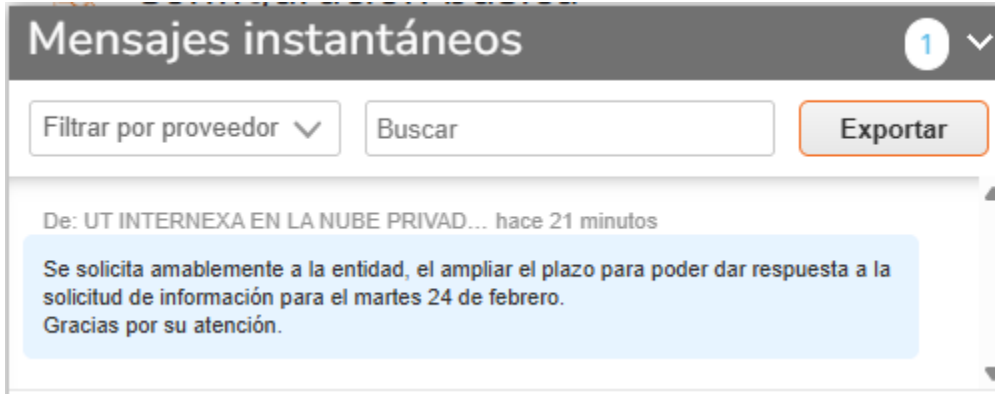 Mensajes instantáneos
1
Filtrar por proveedor
Buscar
Exportar
De: UT INTERNEXA EN LA NUBE PRIVAD... hace 21 minutos
Se solicita amablemente a la entidad, el ampliar el plazo para poder dar respuesta a la
solicitud de información para el martes 24 de febrero.
Gracias por su atención.